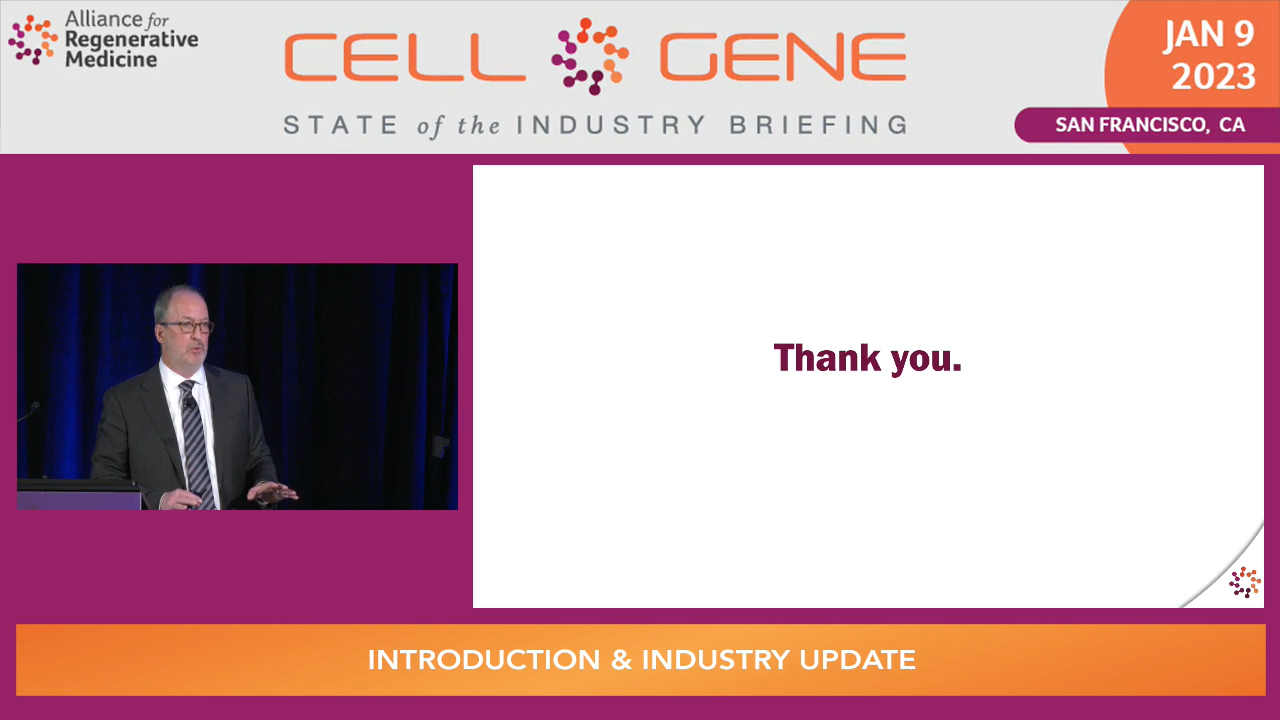 Alliance for
Regenerative
Medicine
CELL GENE
STATE of the INDUSTRY BRIEFING
JAN 9
2023
SAN FRANCISCO, CA
Thank you.
INTRODUCTION & INDUSTRY UPDATE